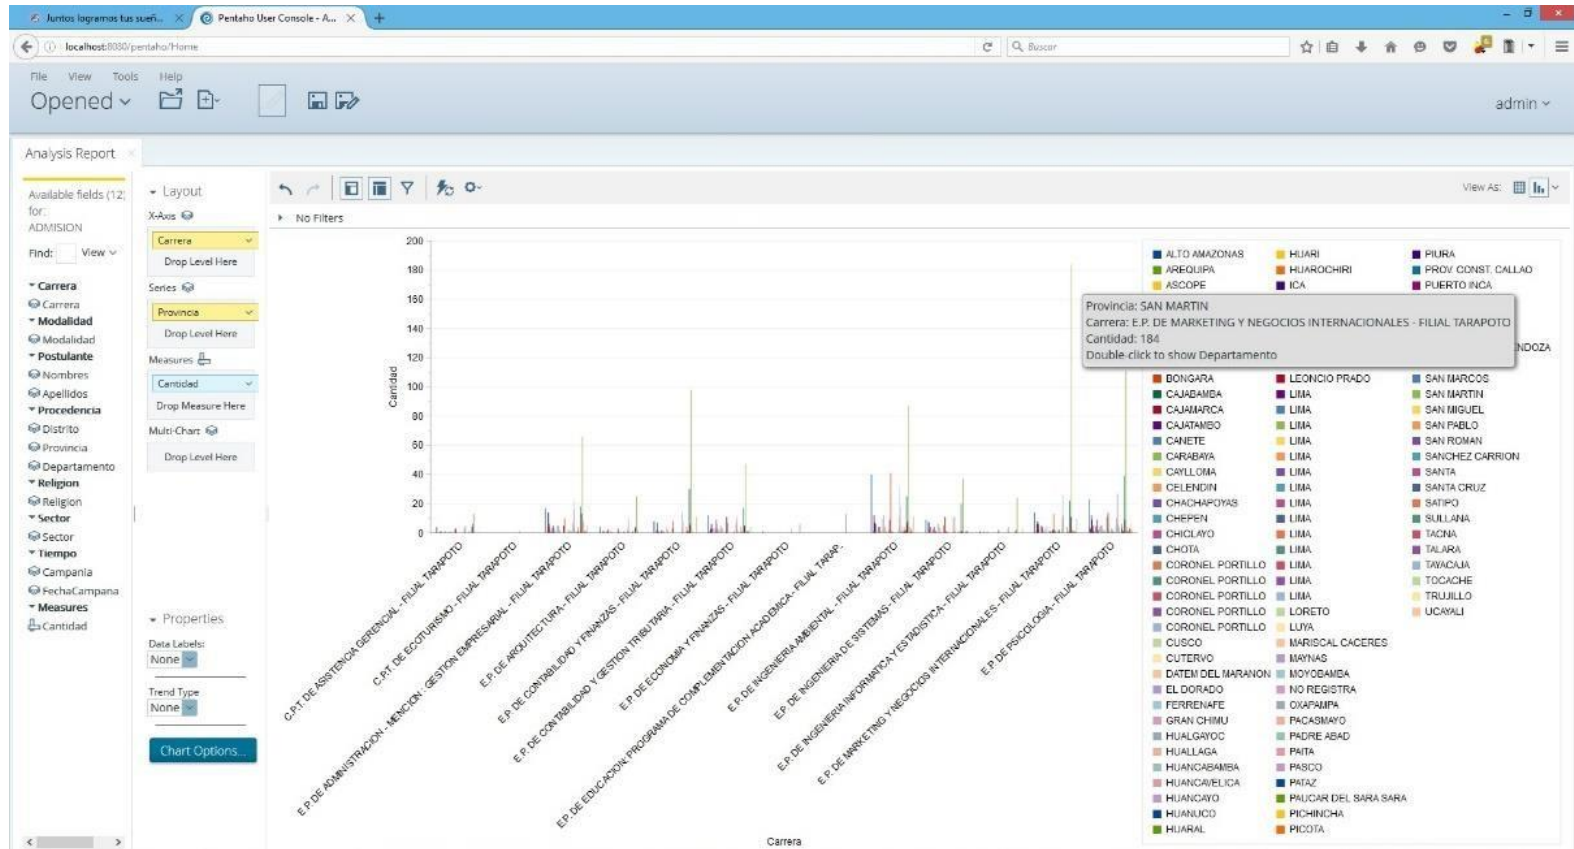 Juntos logramos tus sueñ...
Pentaho User Console - A...
localhost:8080/pentaho/Home
Buscar
File View Tools Help
Opened
admin
Analysis Report
Available fields (12)
for:
ADMISION
Find: View
Carrera
Carrera
Modalidad
Modalidad
Postulante
Nombres
Apellidos
Procedencia
Distrito
Provincia
Departamento
Religion
Religion
Sector
Sector
Tiempo
Campania
FechaCampana
Measures
Cantidad
Layout
X-Axis
Carrera
Drop Level Here
Series
Provincia
Drop Level Here
Measures
Cantidad
Drop Measure Here
Multi-Chart
Drop Level Here
Properties
Data Labels:
None
Trend Type
None
Chart Options...
View As:
No Filters
200
180
160
140
120
100
80
60
40
20
0
Cantidad
C.P.T. DE ASISTENCIA GERENCIAL - FILIAL TARAPOTO
C.P.T. DE ECOTURISMO - FILIAL TARAPOTO
E.P. DE ADMINISTRACION - MENCION : GESTION EMPRESARIAL - FILIAL TARAPOTO
E.P. DE ARQUITECTURA - FILIAL TARAPOTO
E.P. DE CONTABILIDAD Y FINANZAS - FILIAL TARAPOTO
E.P. DE CONTABILIDAD Y GESTION TRIBUTARIA - FILIAL TARAPOTO
E.P. DE ECONOMIA Y FINANZAS - FILIAL TARAPOTO
E.P. DE EDUCACION: PROGRAMA DE COMPLEMENTACION ACADEMICA - FILIAL TARAP..
E.P. DE INGENIERIA AMBIENTAL - FILIAL TARAPOTO
E.P. DE INGENIERIA DE SISTEMAS - FILIAL TARAPOTO
E.P. DE INGENIERIA INFORMATICA Y ESTADISTICA - FILIAL TARAPOTO
E.P. DE MARKETING Y NEGOCIOS INTERNACIONALES - FILIAL TARAPOTO
E.P. DE PSICOLOGIA - FILIAL TARAPOTO
Carrera
Provincia: SAN MARTIN
Carrera: E.P. DE MARKETING Y NEGOCIOS INTERNACIONALES - FILIAL TARAPOTO
Cantidad: 184
Double-click to show Departamento
ALTO AMAZONAS HUARI PIURA
AREQUIPA HUAROCHIRI PROV. CONST. CALLAO
ASCOPE ICA PUERTO INCA
NDOZA
BONGARA LEONCIO PRADO SAN MARCOS
CAJABAMBA LIMA SAN MARTIN
CAJAMARCA LIMA SAN MIGUEL
CAJATAMBO LIMA SAN PABLO
CANETE LIMA SAN ROMAN
CARABAYA LIMA SANCHEZ CARRION
CAYLLOMA LIMA SANTA
CELENDIN LIMA SANTA CRUZ
CHACHAPOYAS LIMA SATIPO
CHEPEN LIMA SULLANA
CHICLAYO LIMA TACNA
CHOTA LIMA TALARA
CORONEL PORTILLO LIMA TAYACAJA
CORONEL PORTILLO LIMA TOCACHE
CORONEL PORTILLO LIMA TRUJILLO
CORONEL PORTILLO LORETO UCAYALI
CORONEL PORTILLO LUYA
CUSCO MARISCAL CACERES
CUTERVO MAYNAS
DATEM DEL MARANON MOYOBAMBA
EL DORADO NO REGISTRA
FERRENAFE OXAPAMPA
GRAN CHIMU PACASMAYO
HUALGAYOC PADRE ABAD
HUALLAGA PAITA
HUANCABAMBA PASCO
HUANCAVELICA PATAZ
HUANCAYO PAUCAR DEL SARA SARA
HUANUCO PICHINCHA
HUARAL PICOTA